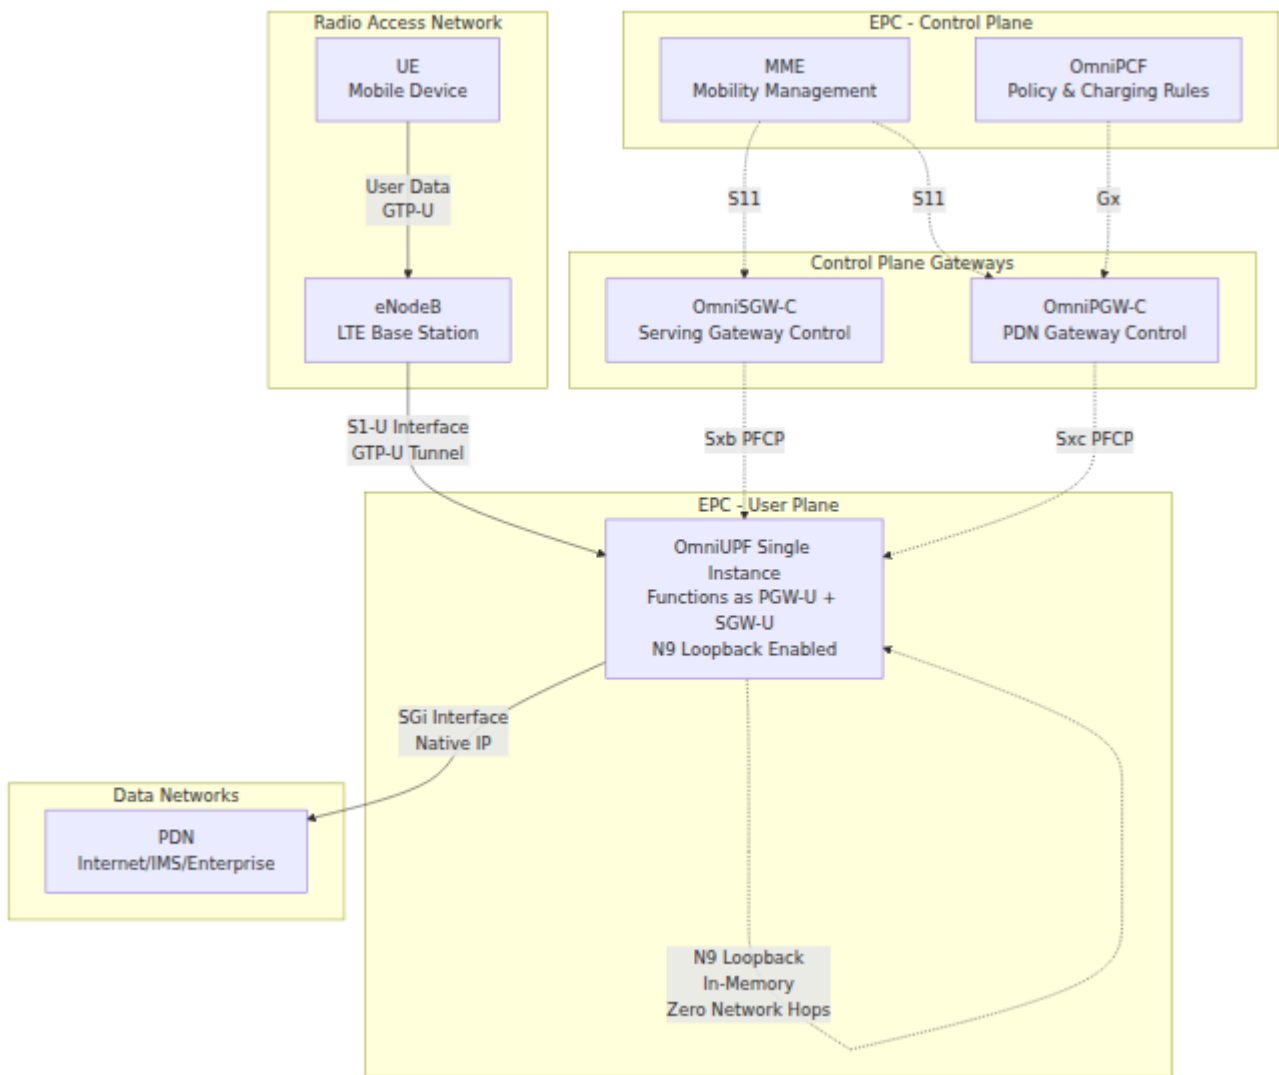 Radio Access Network
UE
Mobile Device
User Data
GTP-U
eNodeB
LTE Base Station
S1-U Interface
GTP-U Tunnel
EPC - Control Plane
MME
Mobility Management
OmniPCF
Policy & Charging Rules
S11
S11
Gx
Control Plane Gateways
OmniSGW-C
Serving Gateway Control
OmniPGW-C
PDN Gateway Control
Sxb PFCP
Sxc PFCP
EPC - User Plane
OmniUPF Single
Instance
Functions as PGW-U +
SGW-U
N9 Loopback Enabled
SGi Interface
Native IP
Data Networks
PDN
Internet/IMS/Enterprise
N9 Loopback
In-Memory
Zero Network Hops